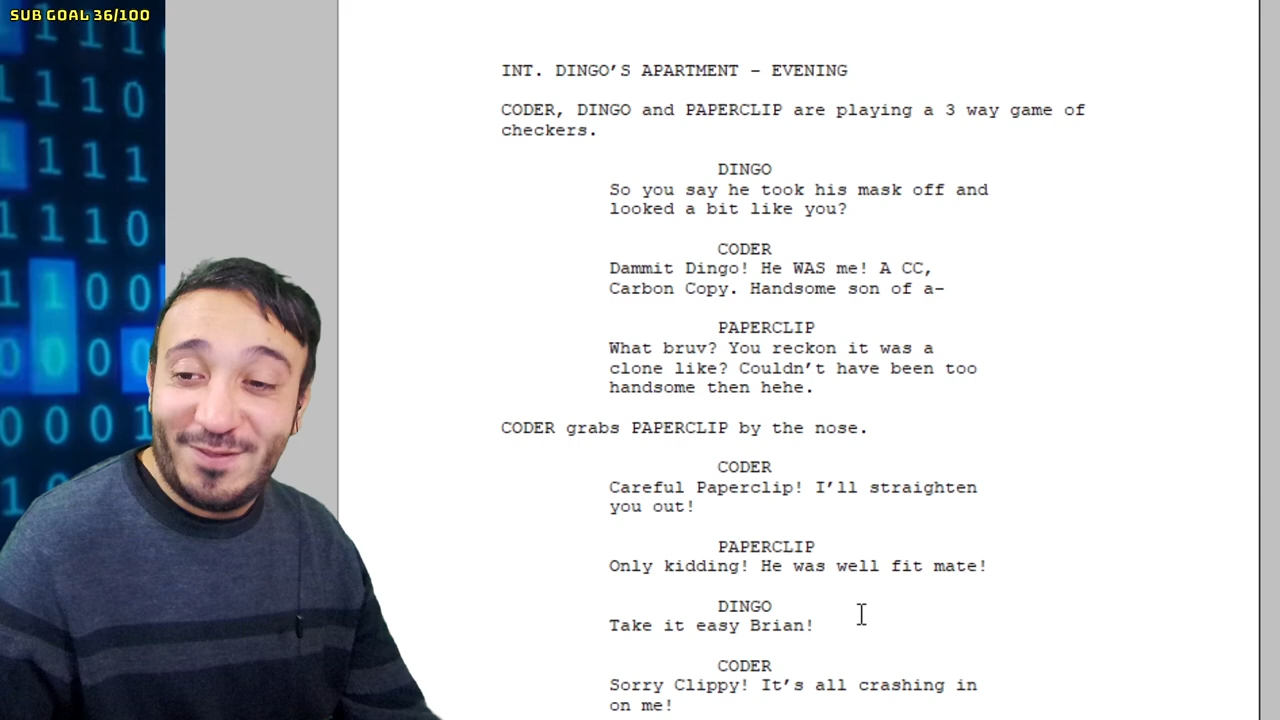 SUB GOAL 36/100
INT. DINGO’S APARTMENT – EVENING
CODER, DINGO and PAPERCLIP are playing a 3 way game of
checkers.
DINGO
So you say he took his mask off and
looked a bit like you?
CODER
Dammit Dingo! He WAS me! A CC,
Carbon Copy. Handsome son of a–
PAPERCLIP
What bruv? You reckon it was a
clone like? Couldn’t have been too
handsome then hehe.
CODER grabs PAPERCLIP by the nose.
CODER
Careful Paperclip! I’ll straighten
you out!
PAPERCLIP
Only kidding! He was well fit mate!
DINGO
Take it easy Brian!
CODER
Sorry Clippy! It’s all crashing in
on me!